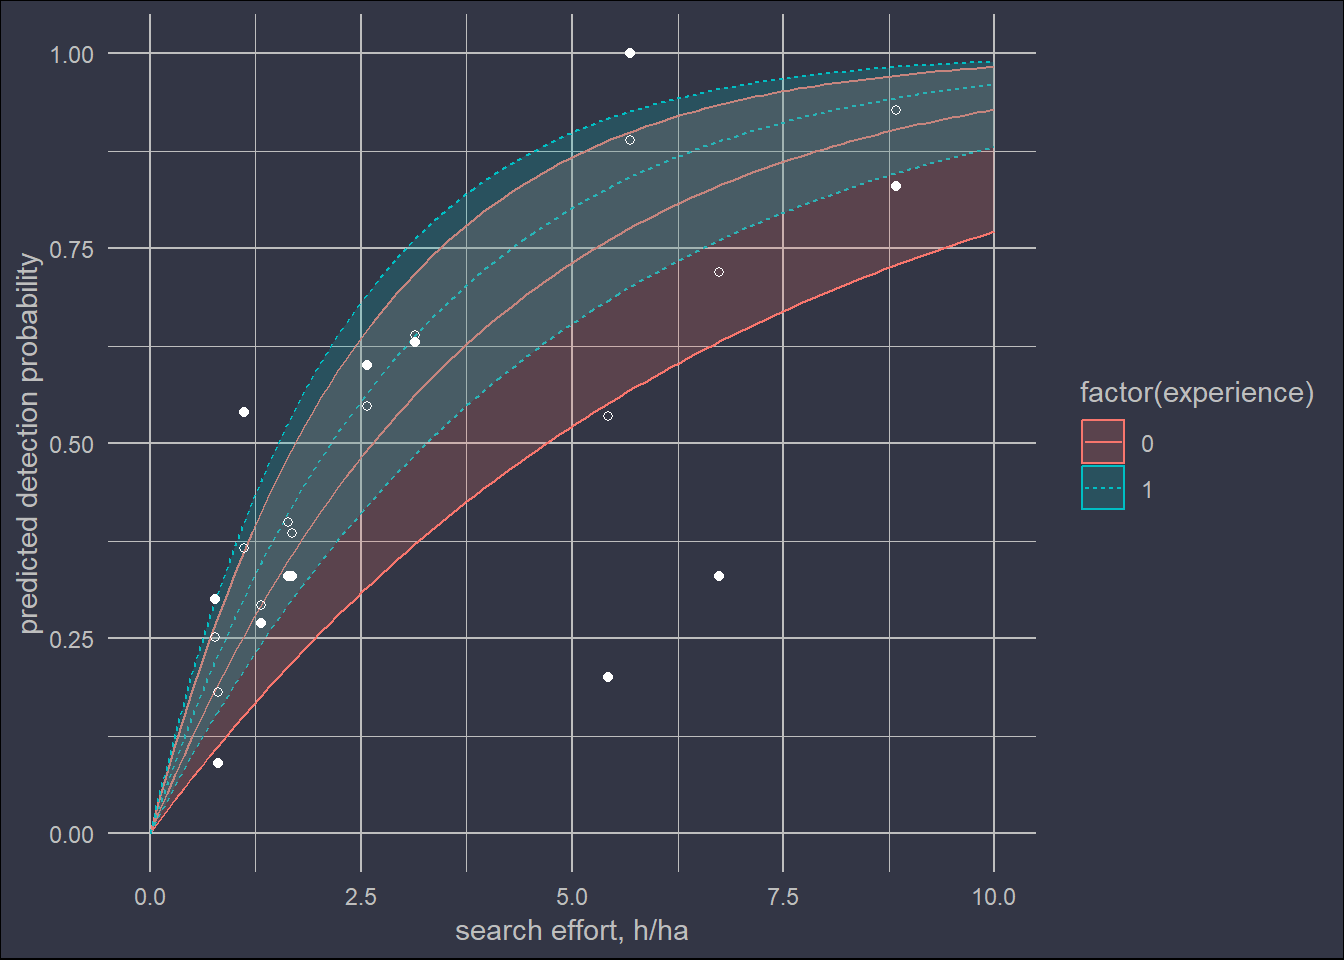 1.00
0.75
0.50
0.25
0.00
predicted detection probability
0.0 2.5 5.0 7.5 10.0
search effort, h/ha
factor(experience)
0
1